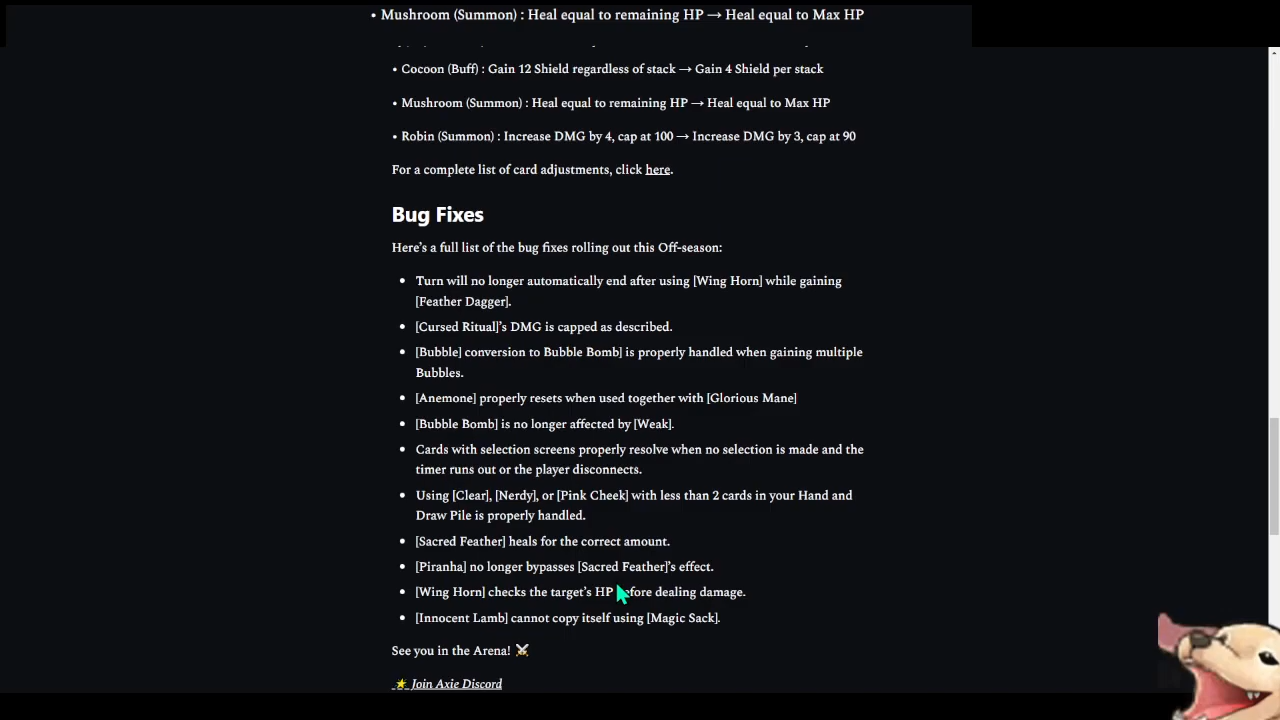 • Mushroom (Summon) : Heal equal to remaining HP → Heal equal to Max HP
• Cocoon (Buff) : Gain 12 Shield regardless of stack → Gain 4 Shield per stack
• Mushroom (Summon) : Heal equal to remaining HP → Heal equal to Max HP
• Robin (Summon) : Increase DMG by 4, cap at 100 → Increase DMG by 3, cap at 90
For a complete list of card adjustments, click here.
Bug Fixes
Here's a full list of the bug fixes rolling out this Off-season:
• Turn will no longer automatically end after using [Wing Horn] while gaining
[Feather Dagger].
• [Cursed Ritual]'s DMG is capped as described.
• [Bubble] conversion to Bubble Bomb] is properly handled when gaining multiple
Bubbles.
• [Anemone] properly resets when used together with [Glorious Mane]
• [Bubble Bomb] is no longer affected by [Weak].
• Cards with selection screens properly resolve when no selection is made and the
timer runs out or the player disconnects.
• Using [Clear], [Nerdy], or [Pink Cheek] with less than 2 cards in your Hand and
Draw Pile is properly handled.
• [Sacred Feather] heals for the correct amount.
• [Piranha] no longer bypasses [Sacred Feather]'s effect.
• [Wing Horn] checks the target's HP before dealing damage.
• [Innocent Lamb] cannot copy itself using [Magic Sack].
See you in the Arena! ⚔
⭐ Join Axie Discord